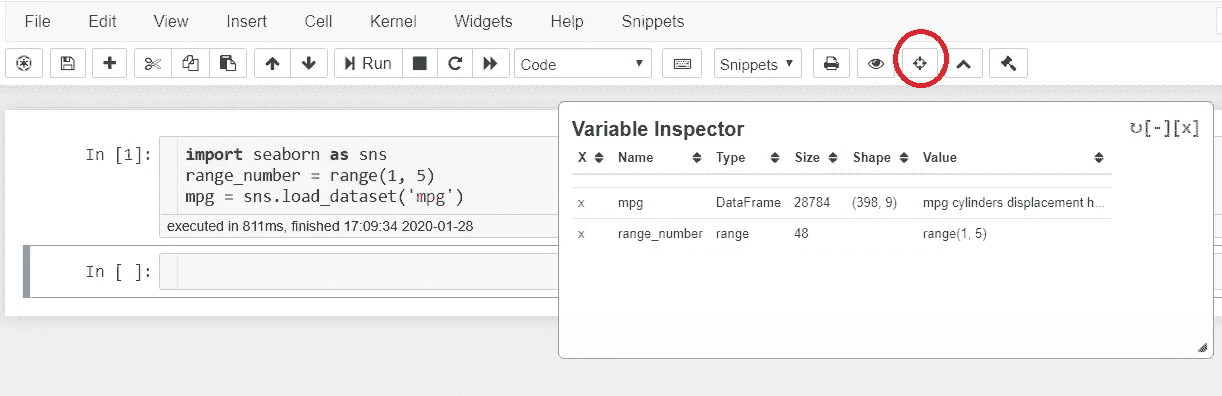 File Edit View Insert Cell Kernel Widgets Help Snippets
Run Code Snippets
Variable Inspector [-][x]
X Name Type Size Shape Value
x mpg DataFrame 28784 (398, 9) mpg cylinders displacement h...
x range_number range 48 range(1, 5)
In [1]: import seaborn as sns
range_number = range(1, 5)
mpg = sns.load_dataset('mpg')
executed in 811ms, finished 17:09:34 2020-01-28
In [ ]: